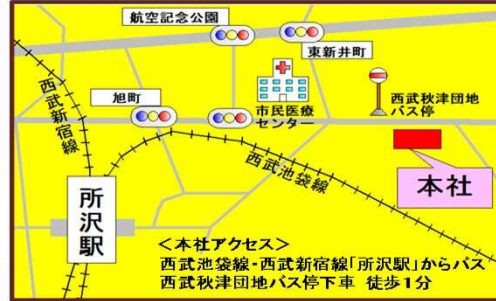 航空記念公園
東新井町
西武新宿線
旭町
市民医療
センター
西武秋津団地
バス停
西武池袋線
本社
所沢駅
＜本社アクセス＞
西武池袋線・西武新宿線「所沢駅」からバス
西武秋津団地バス停下車 徒歩1分